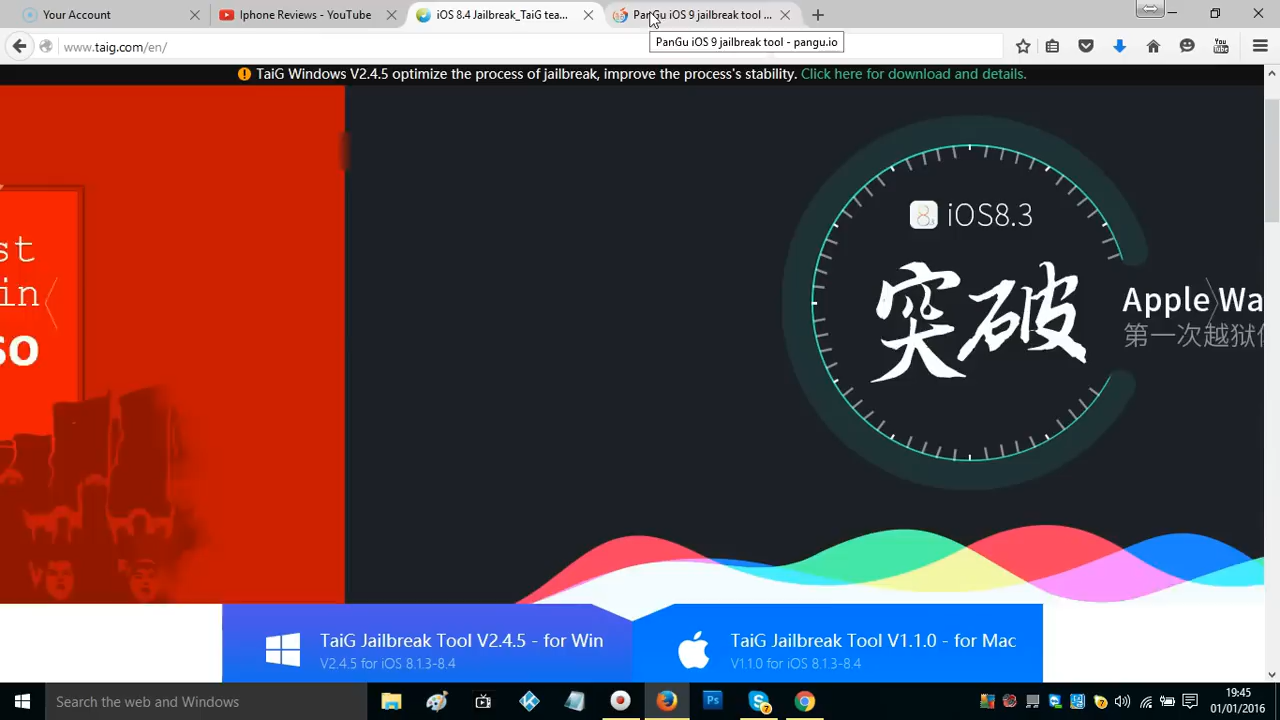 Your Account
Iphone Reviews - YouTube
iOS 8.4 Jailbreak_TaiG tea...
PanGu iOS 9 jailbreak tool ...
www.taig.com/en/
PanGu iOS 9 jailbreak tool - pangu.io
TaiG Windows V2.4.5 optimize the process of jailbreak, improve the process's stability. Click here for download and details.
iOS8.3
st
in
so
突破
Apple Wa
第一次越狱
TaiG Jailbreak Tool V2.4.5 - for Win
V2.4.5 for iOS 8.1.3-8.4
TaiG Jailbreak Tool V1.1.0 - for Mac
V1.1.0 for iOS 8.1.3-8.4
Search the web and Windows
19:45
01/01/2016